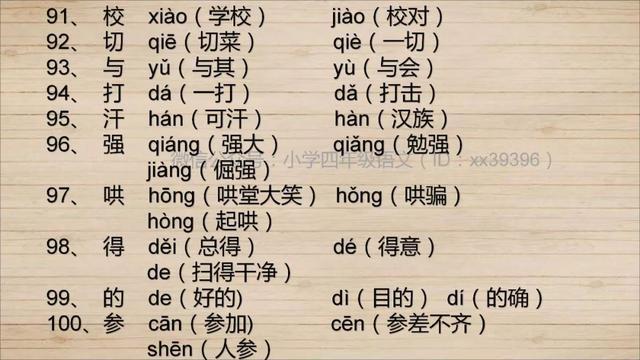 91、 校 xiào（学校） jiào（校对）
92、 切 qiē（切菜） qiè（一切）
93、 与 yǔ（与其） yù（与会）
94、 打 dá（一打） dǎ（打击）
95、 汗 hán（可汗） hàn（汗族）
96、 强 qiáng（强大） qiǎng（勉强）
微信公众号：小学四年级语文（ID：xx39396）
jiàng（倔强）
97、 哄 hōng（哄堂大笑） hǒng（哄骗）
hòng（起哄）
98、 得 děi（总得） dé（得意）
de（扫得干净）
99、 的 de（好的) dì（目的） dí（的确）
100、参 cān（参加) cēn（参差不齐）
shēn（人参）